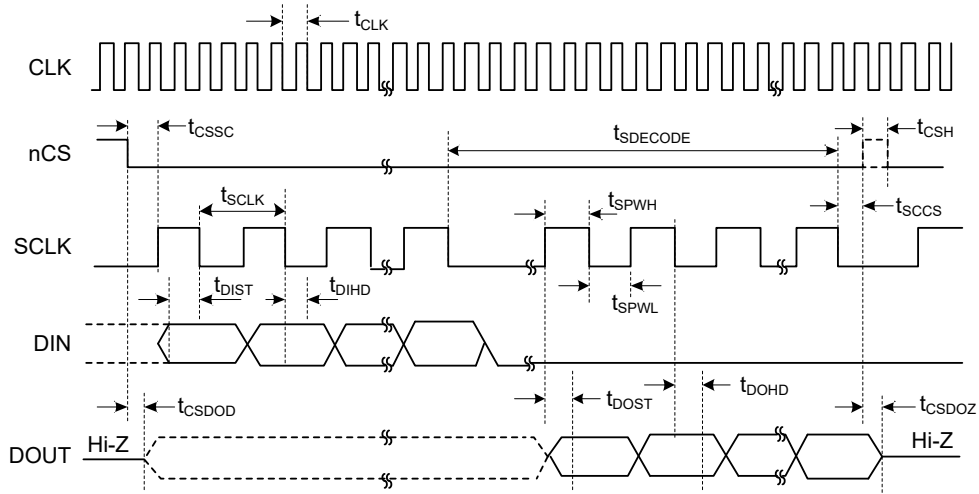 tCLK
CLK
tCSSC
tSDECODE
tCSH
nCS
tSCLK
tSPWH
tSCCS
SCLK
tDIST
tDIHD
tSPWL
DIN
tCSDOD
tDOST
tDOHD
tCSDOZ
Hi-Z
Hi-Z
DOUT